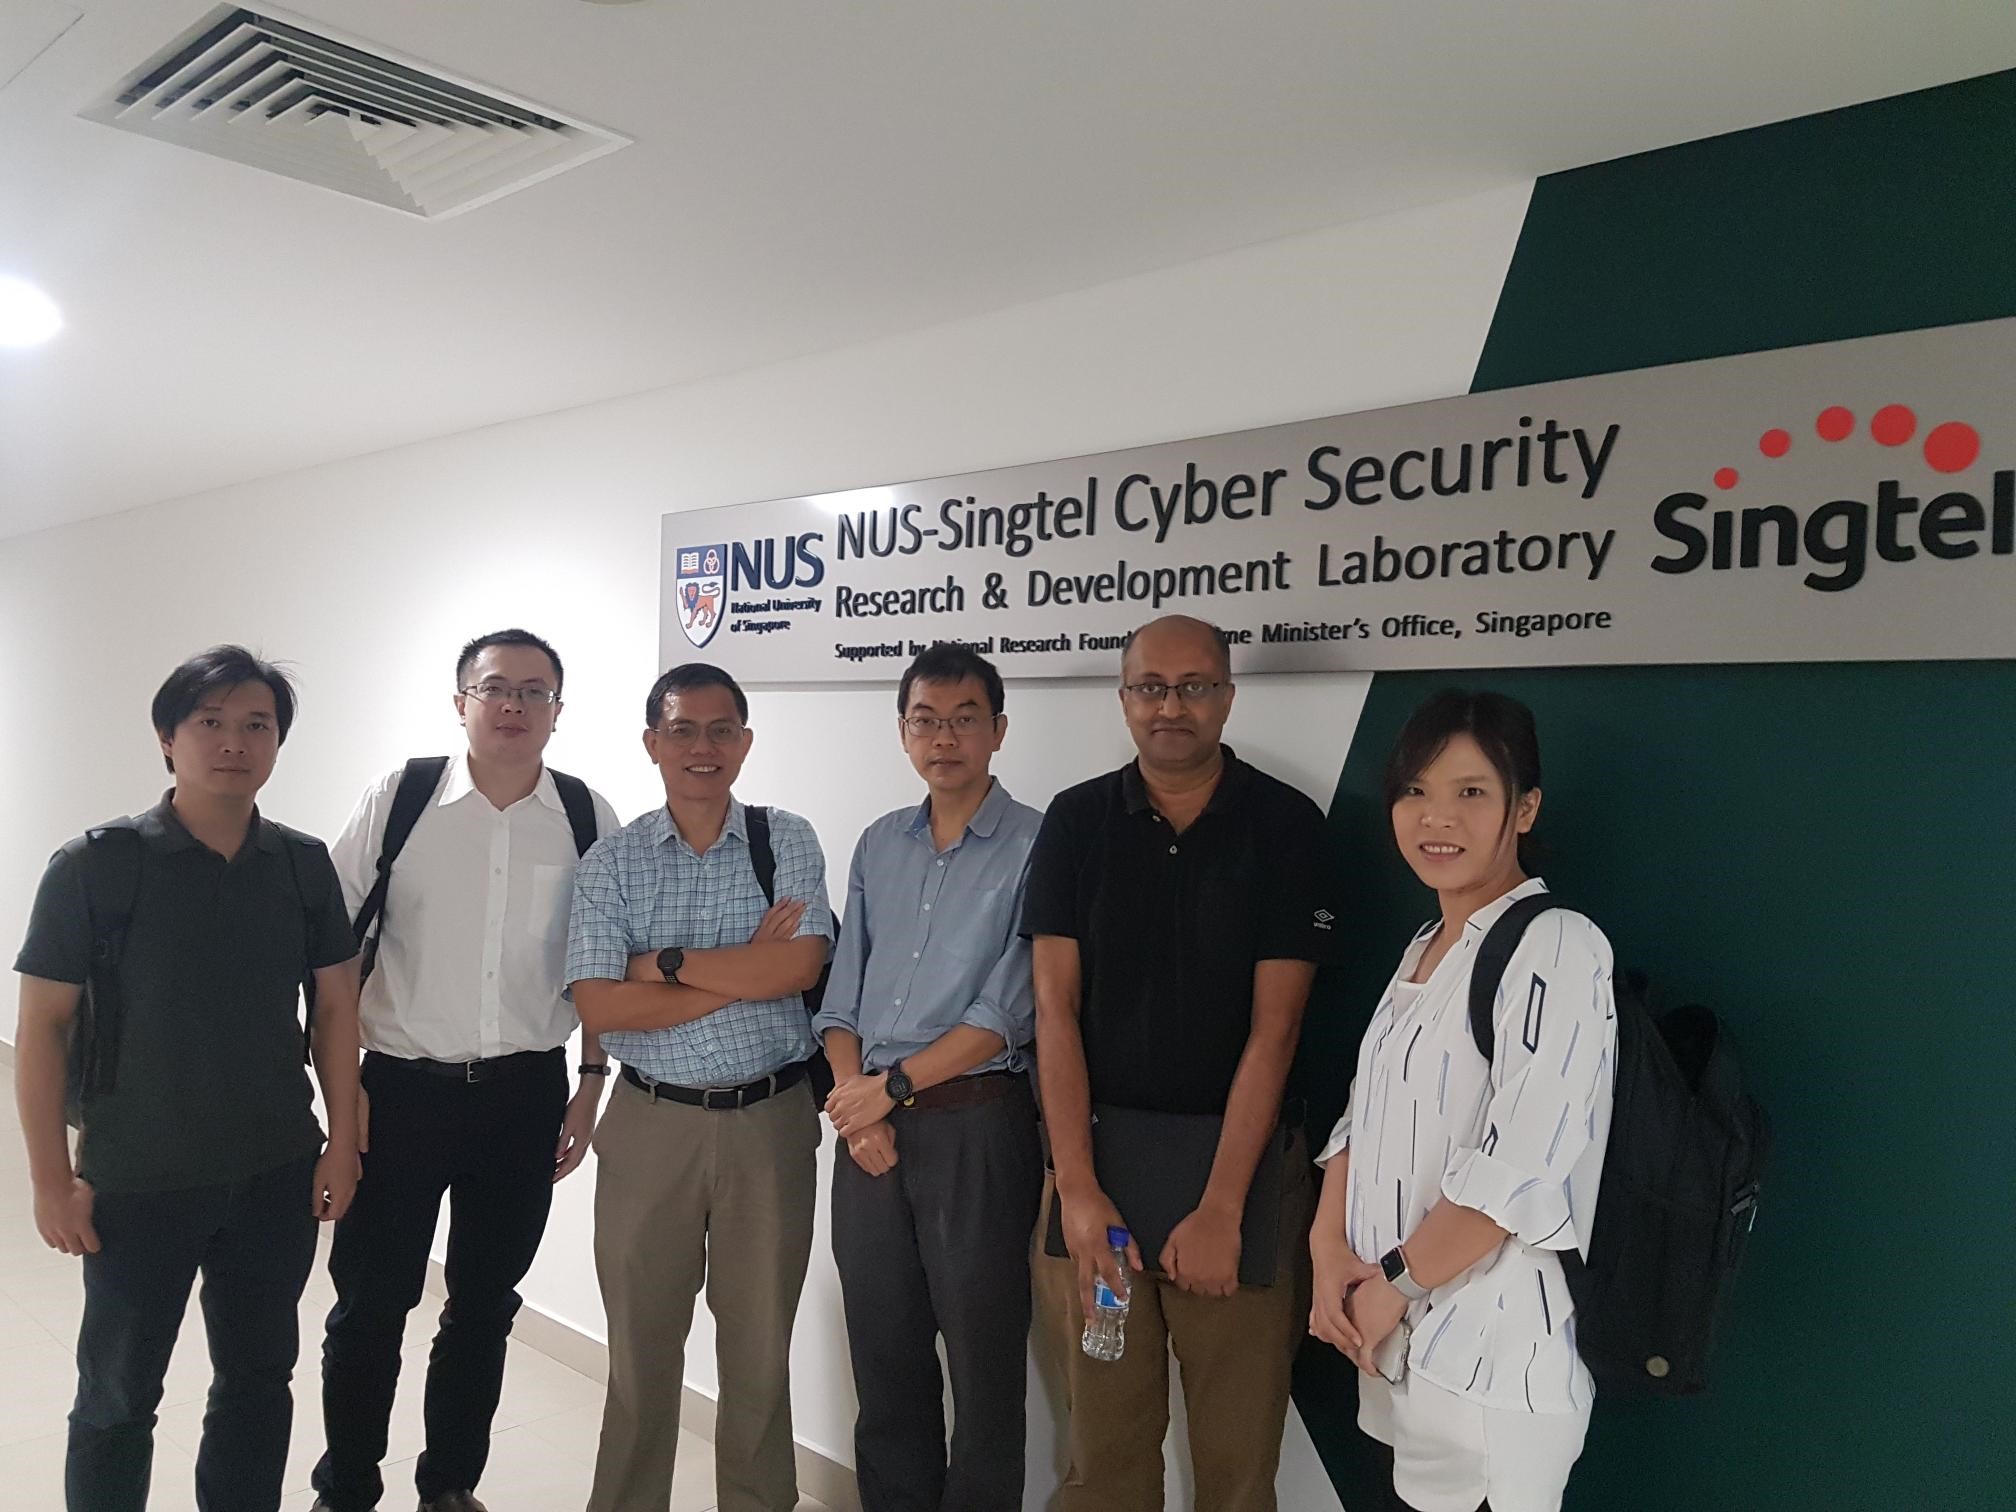 NUS
National University
of Singapore
NUS-Singtel Cyber Security
Research & Development Laboratory
Supported by National Research Found Minister's Office, Singapore
Singtel
umbro